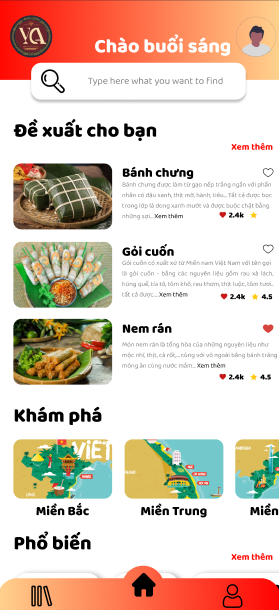 YA
Chào buổi sáng
Type here what you want to find
Đề xuất cho bạn
Xem thêm
Bánh chưng
Bánh chưng được làm từ gạo nếp trắng ngần với phần
nhân có đậu xanh, thịt mỡ, hành, tiêu,.. Tất cả được bọc
trong lớp lá dong xanh mướt và được buộc chặt bằng
những sợi... Xem thêm
2.4k
Gỏi cuốn
Gỏi cuốn có xuất xứ từ Miền nam Việt Nam với tên gọi
là gỏi cuốn - bằng các nguyên liệu gồm rau xà lách,
húng quế, tía tô, tôm khô, rau thơm, thịt luộc, tôm tươi..
tất cả được... Xem thêm
2.4k 4.5
Nem rán
Món nem rán là tổng hòa của những nguyên liệu như
mộc nhĩ, thịt, cà rốt,... cùng với vỏ ngoài bằng bánh tráng
mỏng ăn cùng nước mắm... Xem thêm
2.4k 4.5
Khám phá
VIỆT
Miền Bắc
Miền Trung
Miền
Phổ biến
Xem thêm